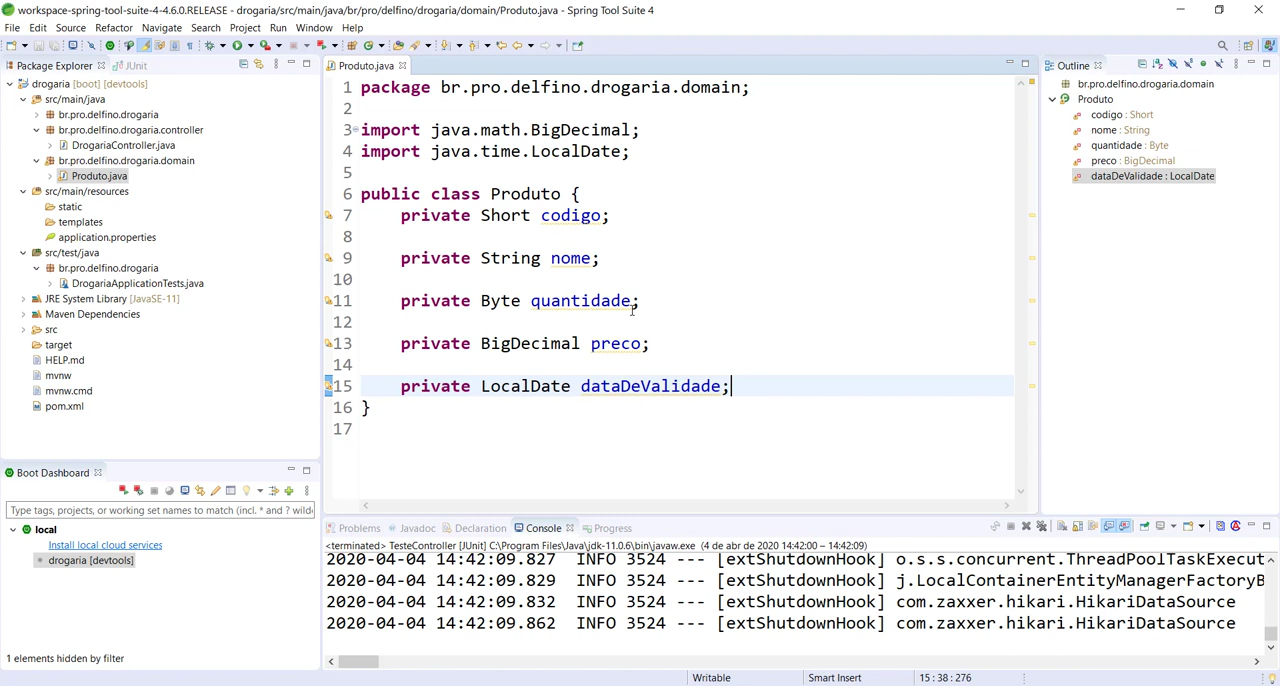 workspace-spring-tool-suite-4-4.6.0.RELEASE - drogaria/src/main/java/br/pro/delfino/drogaria/domain/Produto.java - Spring Tool Suite 4
File Edit Source Refactor Navigate Search Project Run Window Help
Package Explorer JUnit
drogaria [boot] [devtools]
src/main/java
br.pro.delfino.drogaria
br.pro.delfino.drogaria.controller
DrogariaController.java
br.pro.delfino.drogaria.domain
Produto.java
src/main/resources
static
templates
application.properties
src/test/java
br.pro.delfino.drogaria
DrogariaApplicationTests.java
JRE System Library [JavaSE-11]
Maven Dependencies
src
target
HELP.md
mvnw
mvnw.cmd
pom.xml
Produto.java
1 package br.pro.delfino.drogaria.domain;
2
3 import java.math.BigDecimal;
4 import java.time.LocalDate;
5
6 public class Produto {
7 private Short codigo;
8
9 private String nome;
10
11 private Byte quantidade;
12
13 private BigDecimal preco;
14
15 private LocalDate dataDeValidade;
16 }
17
Outline
br.pro.delfino.drogaria.domain
Produto
codigo : Short
nome : String
quantidade : Byte
preco : BigDecimal
dataDeValidade : LocalDate
Boot Dashboard
Type tags, projects, or working set names to match (incl. * and ? wild
local
Install local cloud services
drogaria [devtools]
1 elements hidden by filter
Problems Javadoc Declaration Console Progress
<terminated> TesteController [JUnit] C:\Program Files\Java\jdk-11.0.6\bin\javaw.exe (4 de abr de 2020 14:42:00 – 14:42:09)
2020-04-04 14:42:09.827 INFO 3524 --- [extShutdownHook] o.s.s.concurrent.ThreadPoolTaskExecut
2020-04-04 14:42:09.829 INFO 3524 --- [extShutdownHook] j.LocalContainerEntityManagerFactoryB
2020-04-04 14:42:09.832 INFO 3524 --- [extShutdownHook] com.zaxxer.hikari.HikariDataSource
2020-04-04 14:42:09.862 INFO 3524 --- [extShutdownHook] com.zaxxer.hikari.HikariDataSource
Writable Smart Insert 15 : 38 : 276